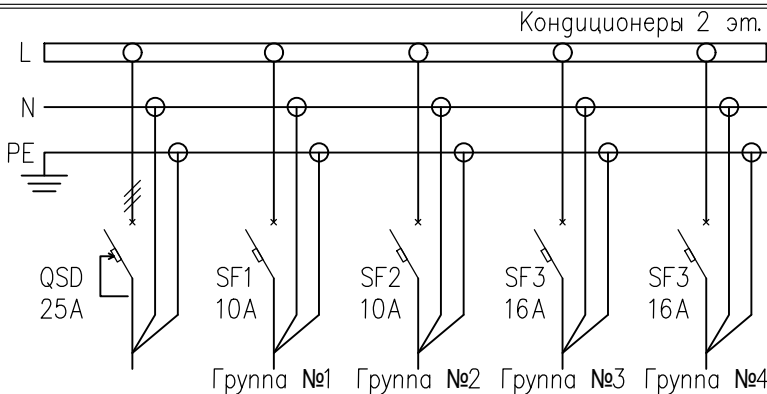 Кондиционеры 2 эт.
L
N
PE
QSD
25A
SF1
10A
SF2
10A
SF3
16A
SF3
16A
Группа №1
Группа №2
Группа №3
Группа №4